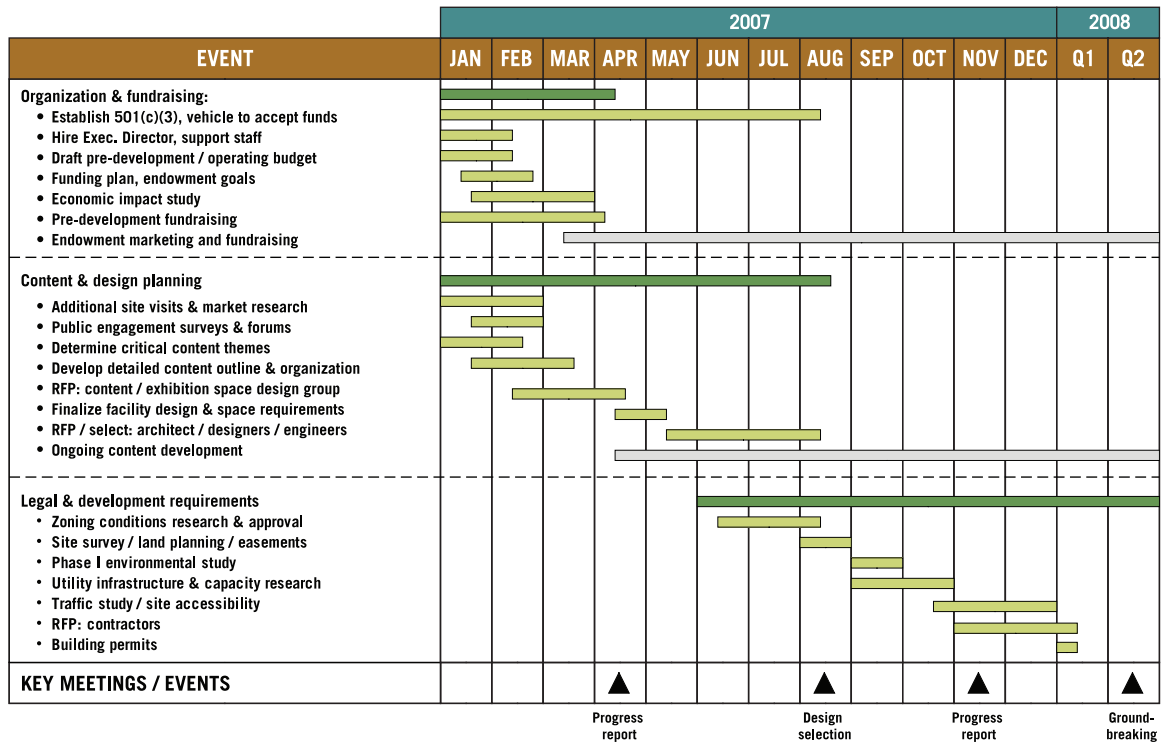 2007 2008
EVENT JAN FEB MAR APR MAY JUN JUL AUG SEP OCT NOV DEC Q1 Q2
Organization & fundraising:
• Establish 501(c)(3), vehicle to accept funds
• Hire Exec. Director, support staff
• Draft pre-development / operating budget
• Funding plan, endowment goals
• Economic impact study
• Pre-development fundraising
• Endowment marketing and fundraising
Content & design planning
• Additional site visits & market research
• Public engagement surveys & forums
• Determine critical content themes
• Develop detailed content outline & organization
• RFP: content / exhibition space design group
• Finalize facility design & space requirements
• RFP / select: architect / designers / engineers
• Ongoing content development
Legal & development requirements
• Zoning conditions research & approval
• Site survey / land planning / easements
• Phase I environmental study
• Utility infrastructure & capacity research
• Traffic study / site accessibility
• RFP: contractors
• Building permits
KEY MEETINGS / EVENTS
Progress
report
Design
selection
Progress
report
Ground-
breaking